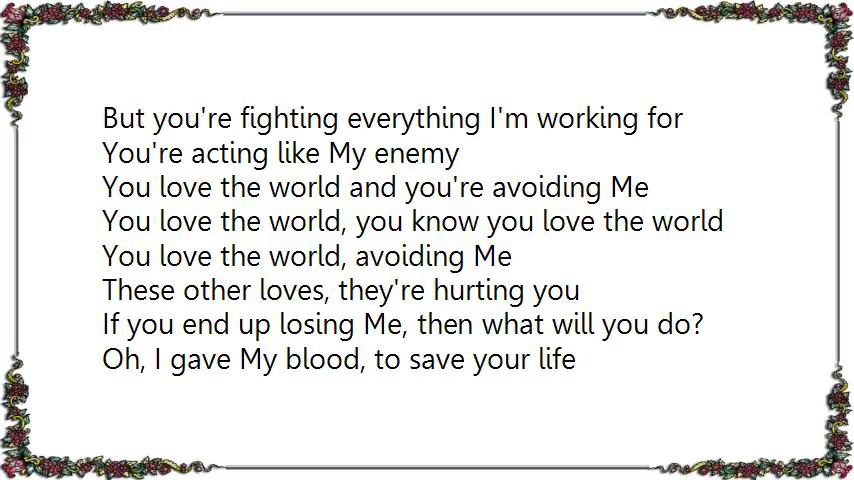 But you're fighting everything I'm working for
You're acting like My enemy
You love the world and you're avoiding Me
You love the world, you know you love the world
You love the world, avoiding Me
These other loves, they're hurting you
If you end up losing Me, then what will you do?
Oh, I gave My blood, to save your life